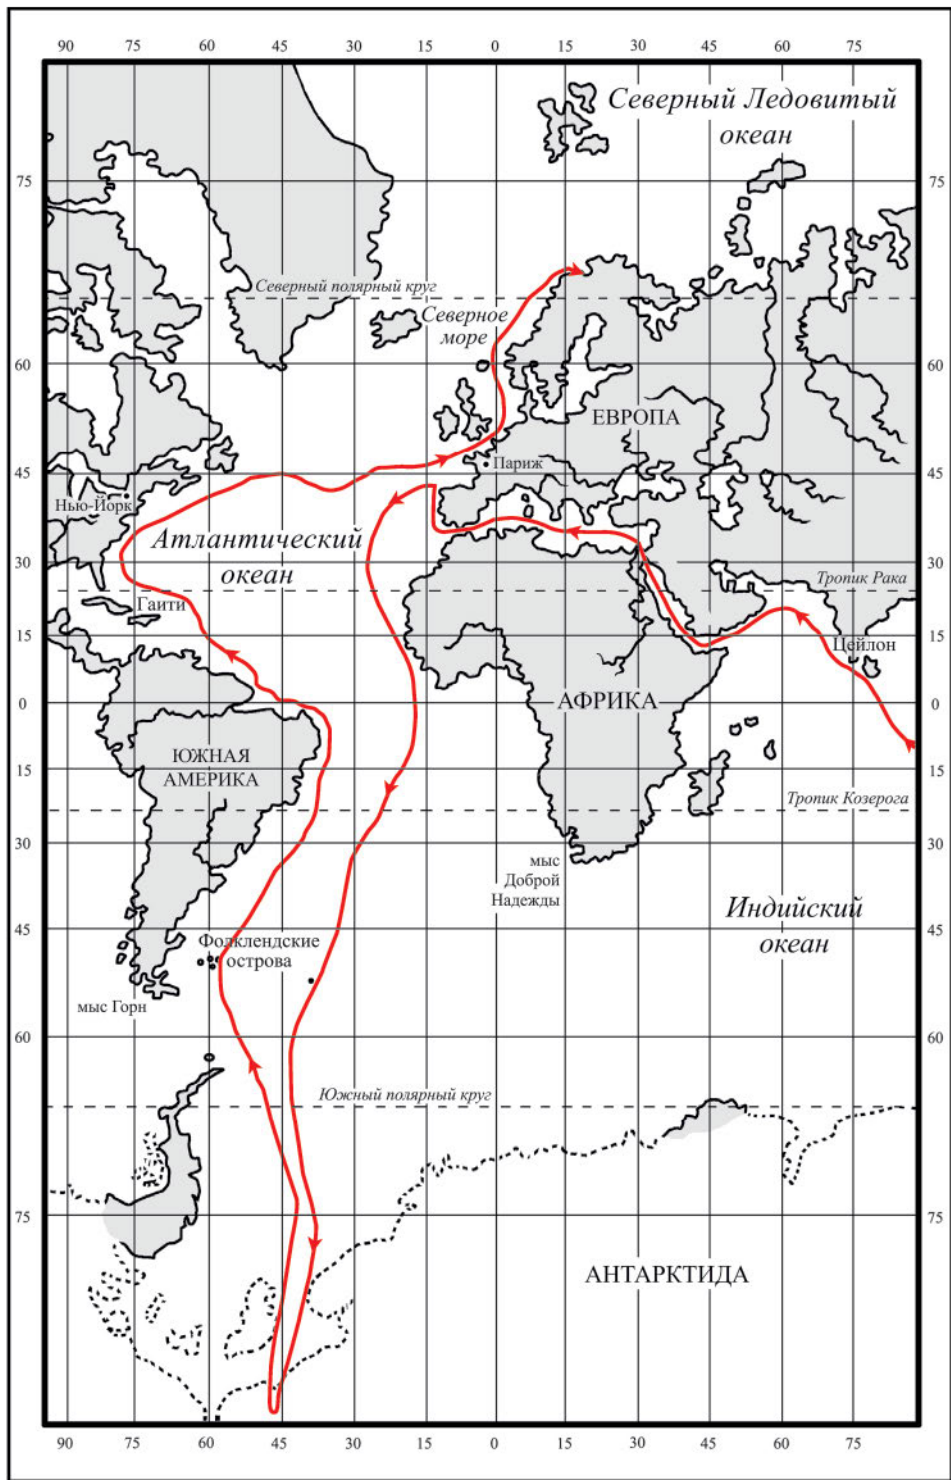 90 75 60 45 30 15 0 15 30 45 60 75
Северный Ледовитый
океан
75 75
Северный полярный круг
Северное
море
60 60
ЕВРОПА
Париж
45 45
Нью-Йорк
Атлантический
океан
30 30
Тропик Рака
Гаити
15 15
Цейлон
0 0
АФРИКА
ЮЖНАЯ
АМЕРИКА
15 15
Тропик Козерога
30 30
мыс
Доброй
Надежды
Индийский
океан
45 45
Фолклендские
острова
мыс Горн
60 60
Южный полярный круг
75 75
АНТАРКТИДА
90 75 60 45 30 15 0 15 30 45 60 75